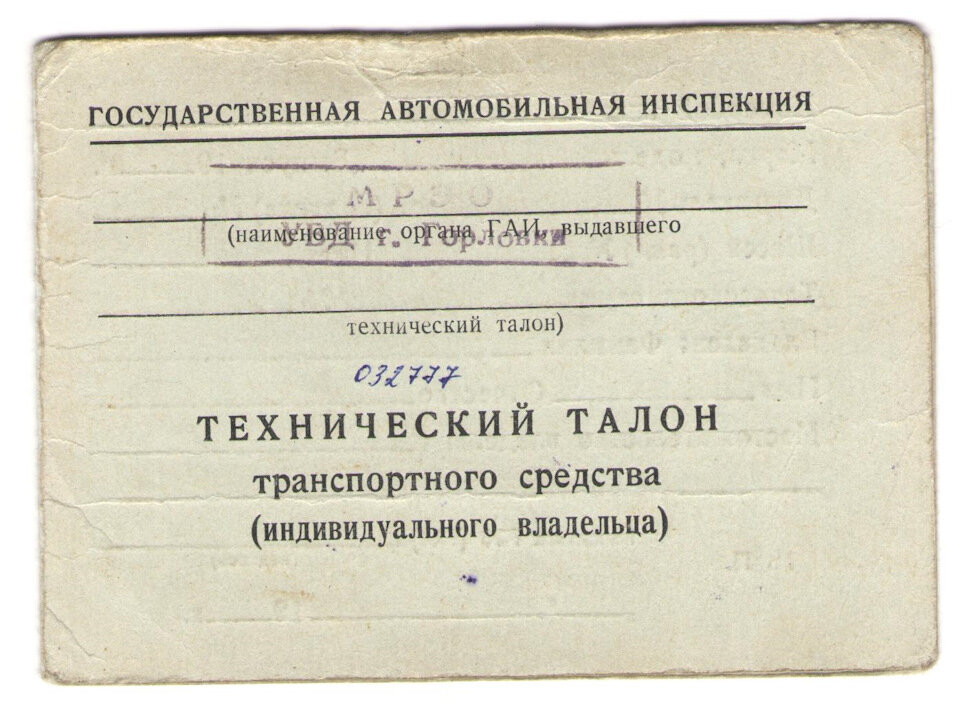 ГОСУДАРСТВЕННАЯ АВТОМОБИЛЬНАЯ ИНСПЕКЦИЯ
МРЭО
УВД г. Горловки
(наименование органа ГАИ, выдавшего
технический талон)
032777
ТЕХНИЧЕСКИЙ ТАЛОН
транспортного средства
(индивидуального владельца)